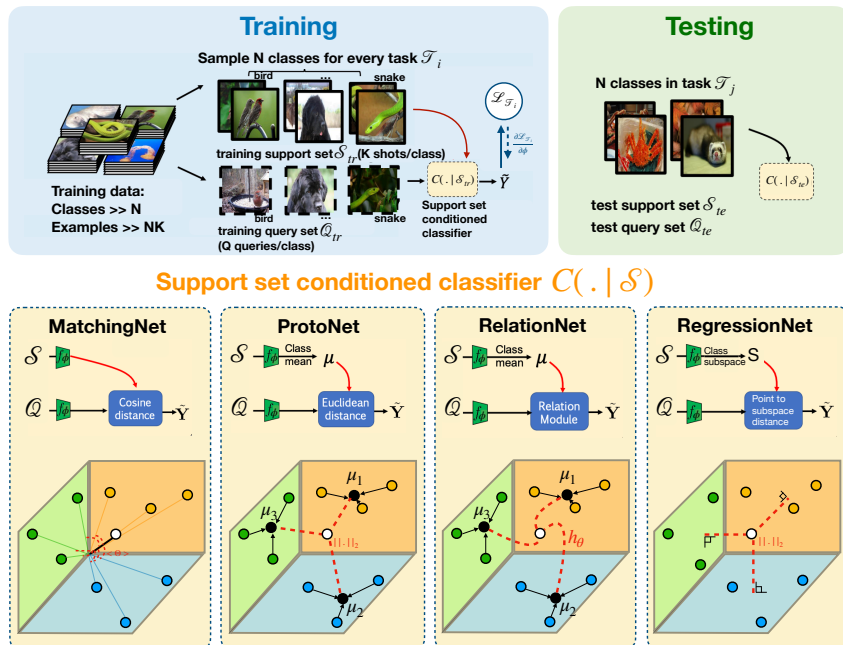 Training
Sample N classes for every task 𝒯i
bird
...
snake
training support set 𝒮tr(K shots/class)
ℒ𝒯i
∂ℒ𝒯i
∂ϕ
C( . | 𝒮tr)
Ỹ
Support set
conditioned
classifier
Training data:
Classes >> N
Examples >> NK
bird
...
snake
training query set 𝒬tr
(Q queries/class)
Testing
N classes in task 𝒯j
C( . | 𝒮te)
test support set 𝒮te
test query set 𝒬te
Support set conditioned classifier C( . | 𝒮)
MatchingNet
𝒮
fϕ
𝒬
fϕ
Cosine
distance
Ỹ
ProtoNet
𝒮
fϕ
Class
mean
μ
𝒬
fϕ
Euclidean
distance
Ỹ
μ1
μ3
||.||2
μ2
RelationNet
𝒮
fϕ
Class
mean
μ
𝒬
fϕ
Relation
Module
Ỹ
μ1
μ3
hθ
μ2
RegressionNet
𝒮
fϕ
Class
subspace
S
𝒬
fϕ
Point to
subspace
distance
Ỹ
||.||2